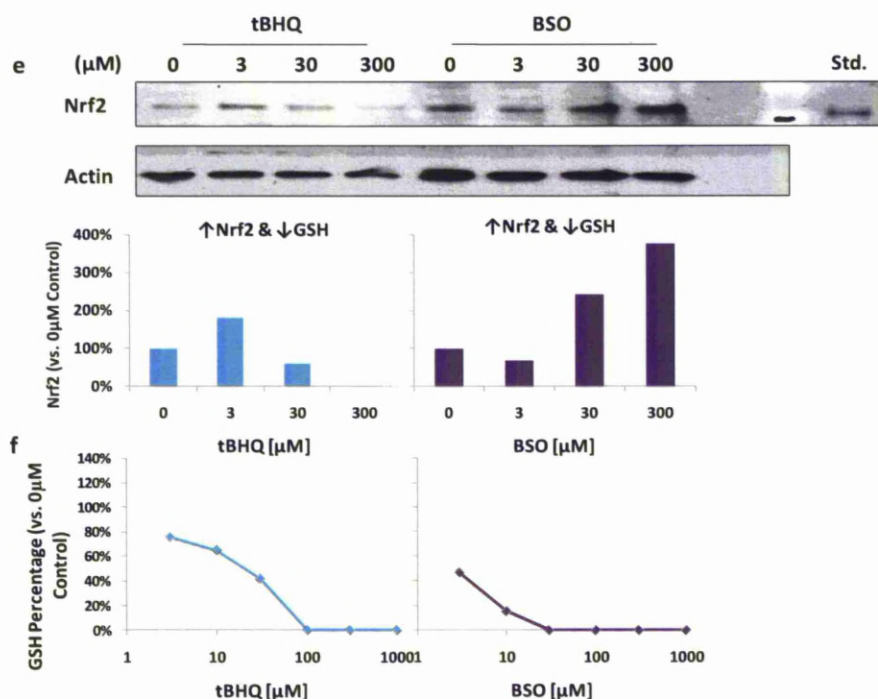 tBHQ BSO
e (μM) 0 3 30 300 0 3 30 300 Std.
Nrf2
Actin
↑Nrf2 & ↓GSH ↑Nrf2 & ↓GSH
Nrf2 (vs. 0μM Control)
400%
300%
200%
100%
0%
0 3 30 300 0 3 30 300
tBHQ [μM] BSO [μM]
f
GSH Percentage (vs. 0μM
Control)
140%
120%
100%
80%
60%
40%
20%
0%
1 10 100 1000 1 10 100 1000
tBHQ [μM] BSO [μM]